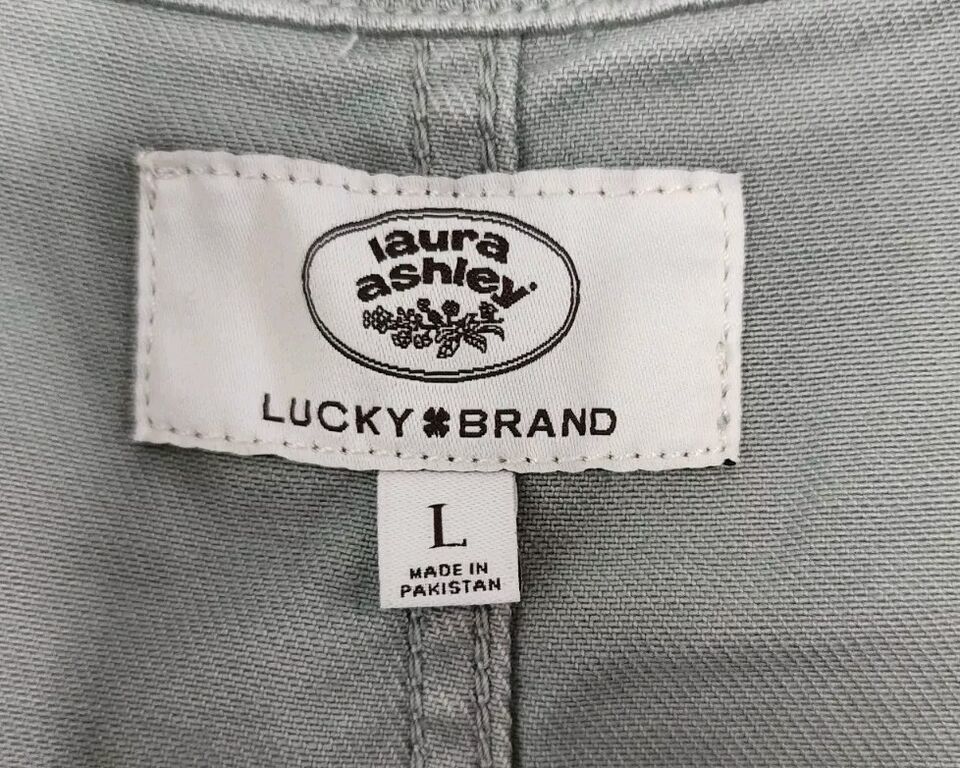 laura
ashley
LUCKY BRAND
L
MADE IN
PAKISTAN